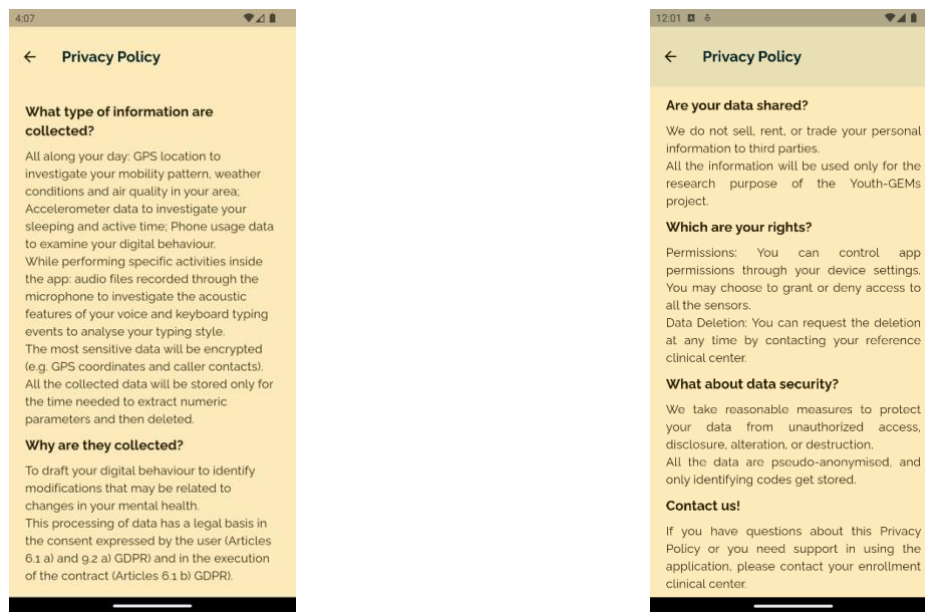 4:07
Privacy Policy
What type of information are
collected?
All along your day: GPS location to
investigate your mobility pattern, weather
conditions and air quality in your area;
Accelerometer data to investigate your
sleeping and active time; Phone usage data
to examine your digital behaviour.
While performing specific activities inside
the app: audio files recorded through the
microphone to investigate the acoustic
features of your voice and keyboard typing
events to analyse your typing style.
The most sensitive data will be encrypted
(e.g. GPS coordinates and caller contacts).
All the collected data will be stored only for
the time needed to extract numeric
parameters and then deleted.
Why are they collected?
To draft your digital behaviour to identify
modifications that may be related to
changes in your mental health.
This processing of data has a legal basis in
the consent expressed by the user (Articles
6.1 a) and 9.2 a) GDPR) and in the execution
of the contract (Articles 6.1 b) GDPR).
12:01
Privacy Policy
Are your data shared?
We do not sell, rent, or trade your personal
information to third parties.
All the information will be used only for the
research purpose of the Youth-GEMs
project.
Which are your rights?
Permissions: You can control app
permissions through your device settings.
You may choose to grant or deny access to
all the sensors.
Data Deletion: You can request the deletion
at any time by contacting your reference
clinical center.
What about data security?
We take reasonable measures to protect
your data from unauthorized access,
disclosure, alteration, or destruction.
All the data are pseudo-anonymised, and
only identifying codes get stored.
Contact us!
If you have questions about this Privacy
Policy or you need support in using the
application, please contact your enrollment
clinical center.